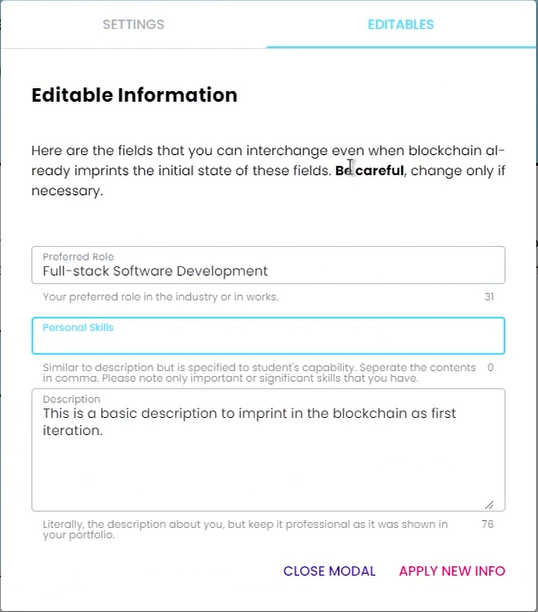 SETTINGS
EDITABLES
Editable Information
Here are the fields that you can interchange even when blockchain al-
ready imprints the initial state of these fields. Be careful, change only if
necessary.
Preferred Role
Full-stack Software Development
Your preferred role in the industry or in works.
31
Personal Skills
Similar to description but is specified to student's capability. Seperate the contents
in comma. Please note only important or significant skills that you have.
0
Description
This is a basic description to imprint in the blockchain as first
iteration.
Literally, the description about you, but keep it professional as it was shown in
your portfolio.
76
CLOSE MODAL
APPLY NEW INFO